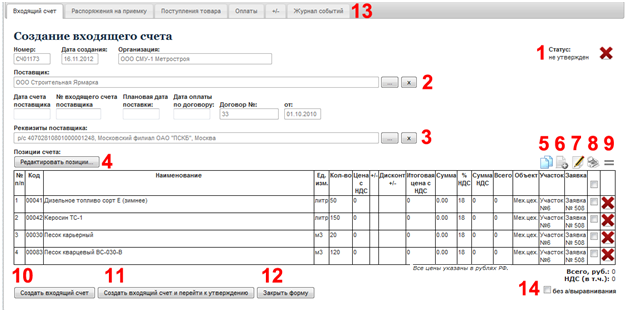 Входящий счет Распоряжения на приемку Поступления товара Оплаты +/- Журнал событий 13
Создание входящего счета
Номер: Дата создания: Организация:
СЧ01173 16.11.2012 ООО СМУ-1 Метрострой
1 Статус:
не утвержден
Поставщик:
ООО Строительная Ярмарка ... x 2
Дата счета поставщика № входящего счета поставщика Плановая дата поставки: Дата оплаты по договору: Договор №: от:
33 01.10.2010
Реквизиты поставщика:
р/с 40702810801000001248, Московский филиал ОАО "ПСКБ", Москва ... x 3
Позиции счета:
Редактировать позиции... 4
5 6 7 8 9
№ п/п Код Наименование Ед. изм. Кол-во Цена с НДС +/- Дисконт +/- Итоговая цена с НДС Сумма % НДС Сумма НДС Всего Объект Участок Заявка
1 00041 Дизельное топливо сорт Е (зимнее) литр 50 0 0 0.00 18 0 0 Мех.цех. Участок №6 Заявка № 508
2 00042 Керосин ТС-1 литр 150 0 0 0.00 18 0 0 Мех.цех. Участок №6 Заявка № 508
3 00030 Песок карьерный м3 20 0 0 0.00 18 0 0 Мех.цех. Участок №6 Заявка № 508
4 00083 Песок кварцевый ВС-030-В м3 120 0 0 0.00 18 0 0 Мех.цех. Участок №6 Заявка № 508
Все цены указаны в рублях РФ.
Всего, руб.: 0
НДС (в т.ч.): 0
10 11 12
Создать входящий счет Создать входящий счет и перейти к утверждению Закрыть форму
14 без а/выравнивания